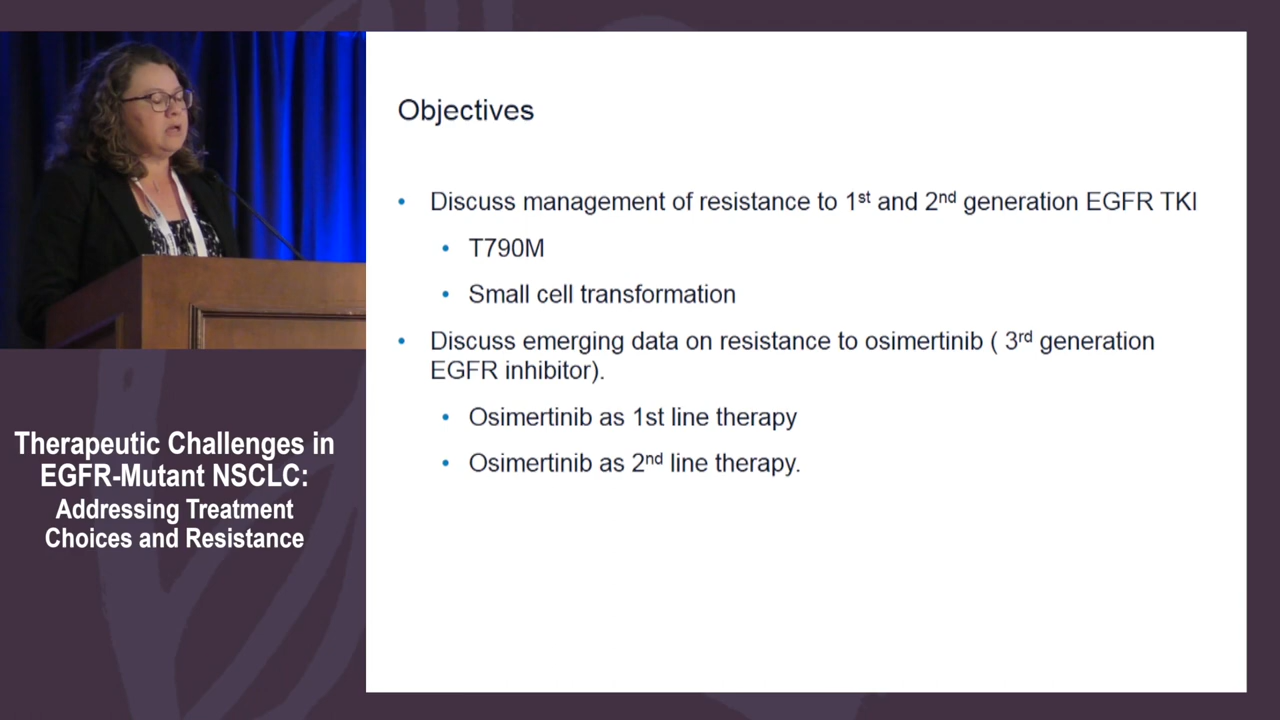 Objectives
• Discuss management of resistance to 1st and 2nd generation EGFR TKI
• T790M
• Small cell transformation
• Discuss emerging data on resistance to osimertinib ( 3rd generation
EGFR inhibitor).
• Osimertinib as 1st line therapy
• Osimertinib as 2nd line therapy.
Therapeutic Challenges in
EGFR-Mutant NSCLC:
Addressing Treatment
Choices and Resistance